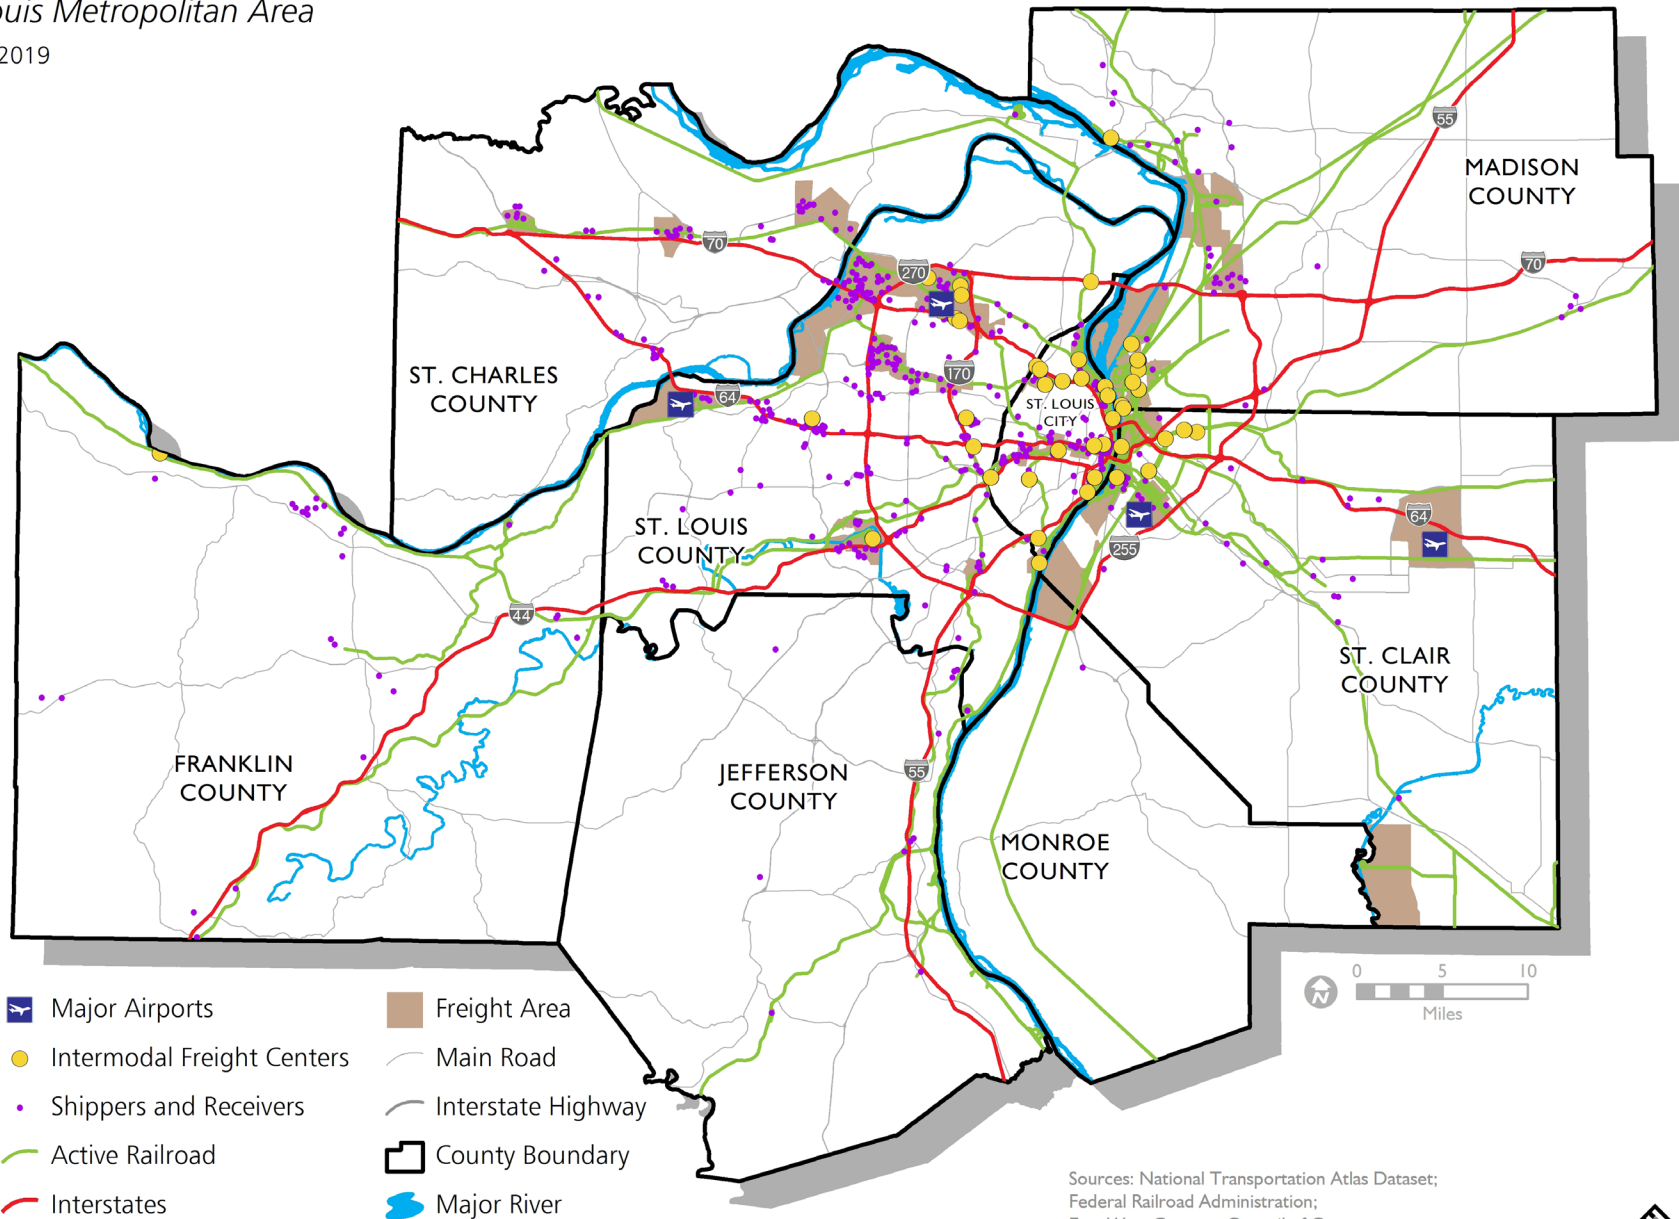 Metropolitan Area
2019
MADISON
COUNTY
55
70
70
270
170
ST. CHARLES
COUNTY
64
ST. LOUIS
CITY
ST. LOUIS
COUNTY
64
255
44
ST. CLAIR
COUNTY
FRANKLIN
COUNTY
JEFFERSON
COUNTY
55
MONROE
COUNTY
0 5 10
Miles
N
Major Airports
Intermodal Freight Centers
Shippers and Receivers
Active Railroad
Interstates
Freight Area
Main Road
Interstate Highway
County Boundary
Major River
Sources: National Transportation Atlas Dataset;
Federal Railroad Administration;